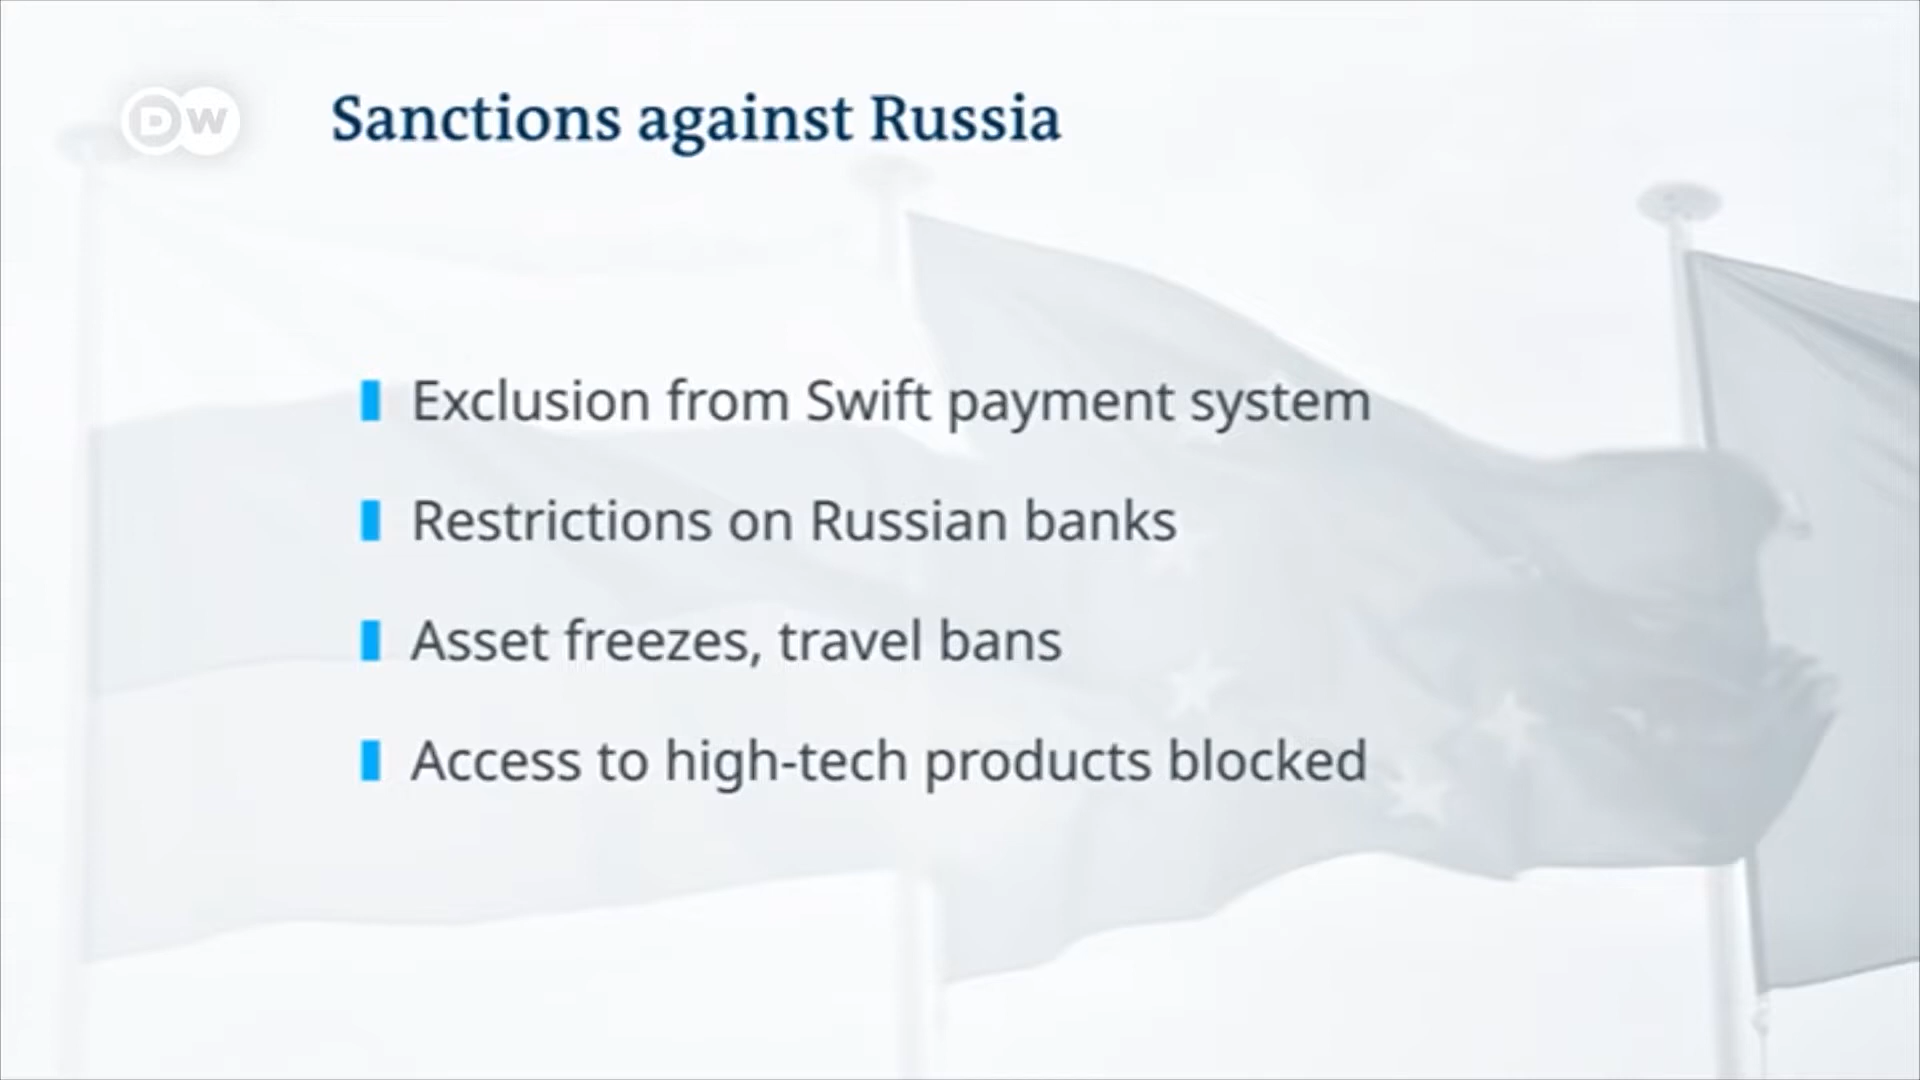 DW
Sanctions against Russia
Exclusion from Swift payment system
Restrictions on Russian banks
Asset freezes, travel bans
Access to high-tech products blocked